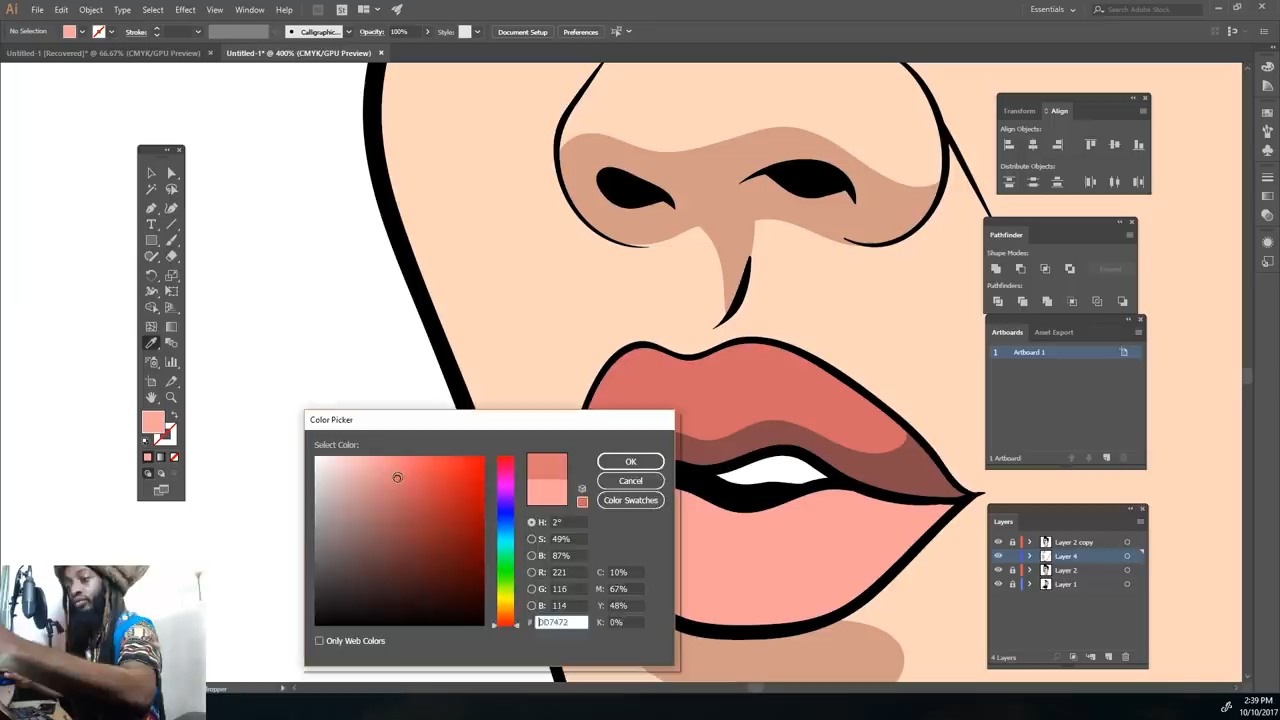 Ai File Edit Object Type Select Effect View Window Help Br St Essentials Search Adobe Stock
No Selection Stroke: Calligraphic... Opacity: 100% Style: Document Setup Preferences
Untitled-1 [Recovered]* @ 66.67% (CMYK/GPU Preview) × Untitled-1* @ 400% (CMYK/GPU Preview) ×
Transform Align
Align Objects:
Distribute Objects:
Pathfinder
Shape Modes:
Expand
Pathfinders:
Artboards Asset Export
1 Artboard 1
1 Artboard
Color Picker
Select Color:
OK
Cancel
Color Swatches
H: 2°
S: 49%
B: 87%
R: 221 C: 10%
G: 116 M: 67%
B: 114 Y: 48%
# DD7472 K: 0%
Only Web Colors
Layers
Layer 2 copy
Layer 4
Layer 2
Layer 1
4 Layers
dropper
2:39 PM
10/10/2017